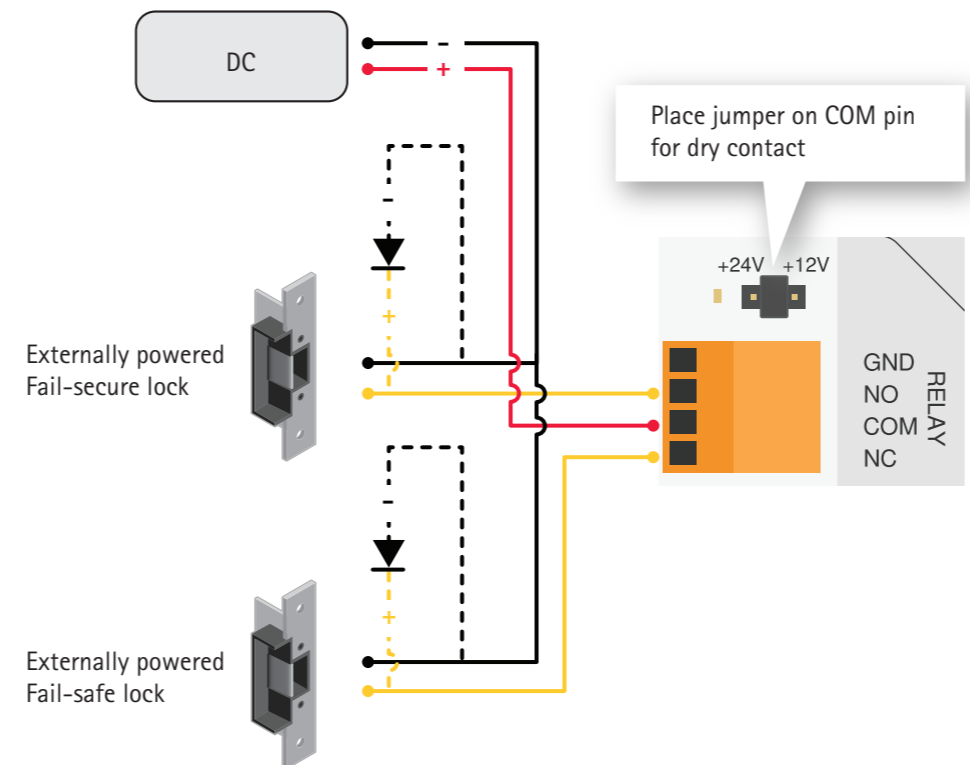 DC
-
+
Place jumper on COM pin
for dry contact
-
+24V +12V
+
Externally powered
Fail-secure lock
GND
NO
COM
NC
RELAY
-
+
Externally powered
Fail-safe lock